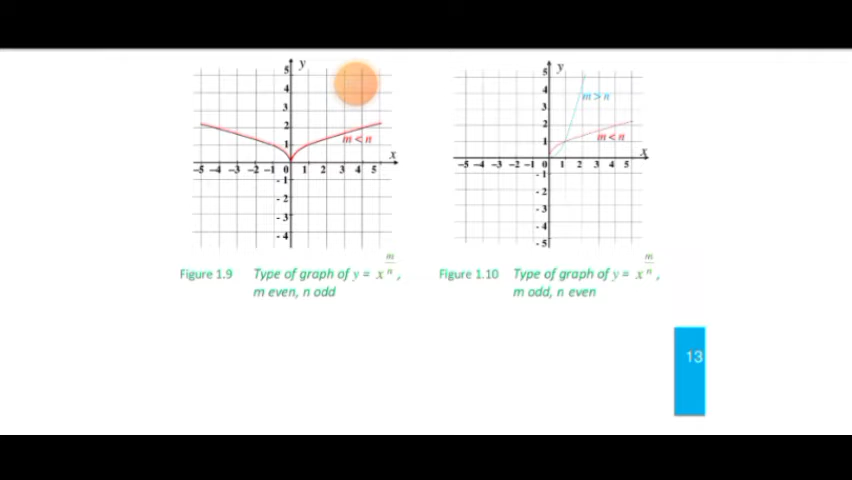 y
5
4
3
2
1
m < n
x
-5 -4 -3 -2 -1 0 1 2 3 4 5
- 1
- 2
- 3
- 4
y
5
4
m > n
3
2
m < n
1
x
-5 -4 -3 -2 -1 0 1 2 3 4 5
- 1
- 2
- 3
- 4
- 5
Figure 1.9 Type of graph of y = x^(m/n),
m even, n odd
Figure 1.10 Type of graph of y = x^(m/n),
m odd, n even
13